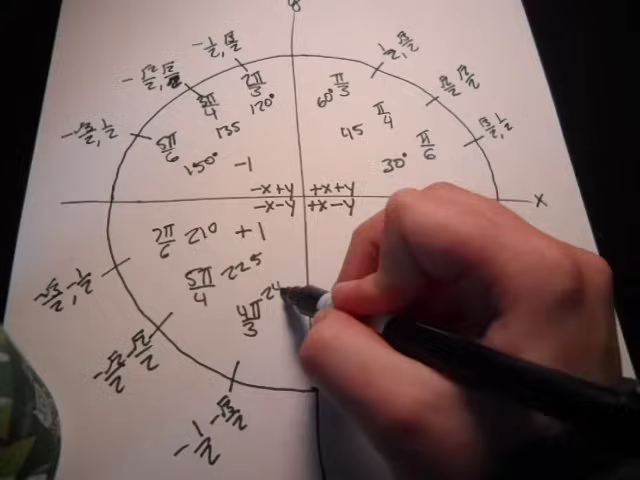 y
-1/2, √3/2
1/2, √3/2
-√2/2, √2/2
√2/2, √2/2
-√3/2, 1/2
√3/2, 1/2
2π/3 120°
60° π/3
3π/4 135
45 π/4
5π/6 150° -1
30° π/6
-x+y +x+y
x
-x-y +x-y
7π/6 210 +1
5π/4 225
4π/3 24
-√3/2, -1/2
-√2/2 -√2/2
-1/2 -√3/2